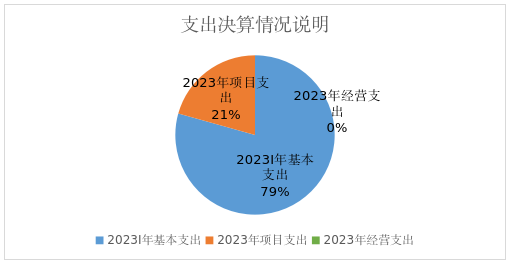 支出决算情况说明
2023年项目支
出
21%
2023年经营支
出
0%
2023I年基本
支出
79%
2023I年基本支出 2023年项目支出 2023年经营支出